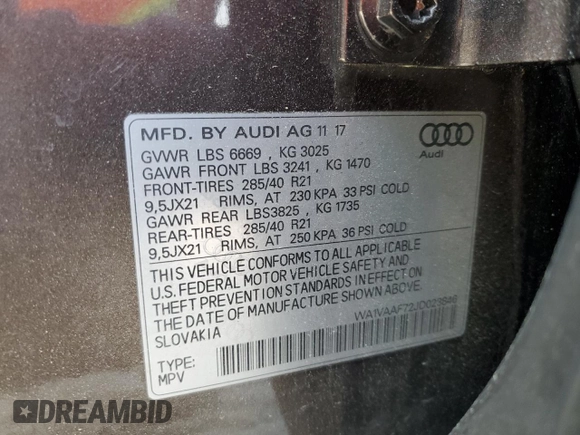 MFD. BY AUDI AG 11 17
Audi
GVWR LBS 6669 , KG 3025
GAWR FRONT LBS 3241 , KG 1470
FRONT-TIRES 285/40 R21
9,5JX21 RIMS, AT 230 KPA 33 PSI COLD
GAWR REAR LBS3825 , KG 1735
REAR-TIRES 285/40 R21
9,5JX21 RIMS, AT 250 KPA 36 PSI COLD
THIS VEHICLE CONFORMS TO ALL APPLICABLE
U.S. FEDERAL MOTOR VEHICLE SAFETY AND
THEFT PREVENTION STANDARDS IN EFFECT ON
THE DATE OF MANUFACTURE SHOWN ABOVE.
SLOVAKIA
TYPE:
MPV
DREAMBID